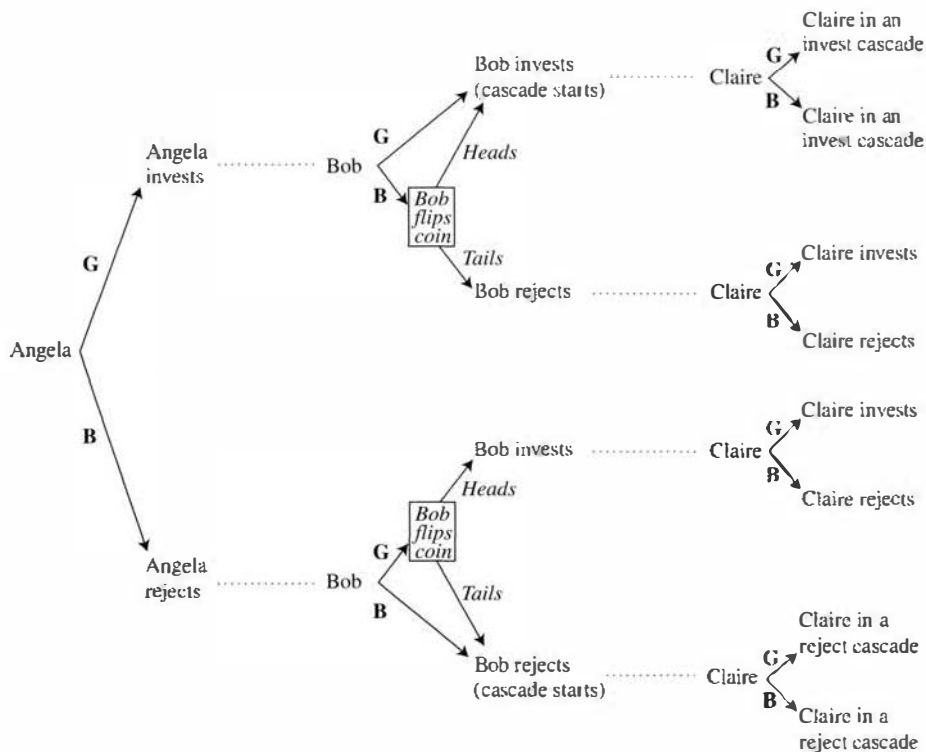 Claire in an
invest cascade
G
Bob invests
(cascade starts)
Claire
B
Claire in an
invest cascade
G
Angela
invests
Bob
Heads
B
Bob
flips
coin
Tails
Claire invests
G
Bob rejects
Claire
B
Claire rejects
G
Angela
B
Claire invests
G
Bob invests
Claire
B
Claire rejects
Heads
Bob
flips
coin
G
Angela
rejects
Bob
Tails
B
Claire in a
reject cascade
G
Bob rejects
(cascade starts)
Claire
B
Claire in a
reject cascade